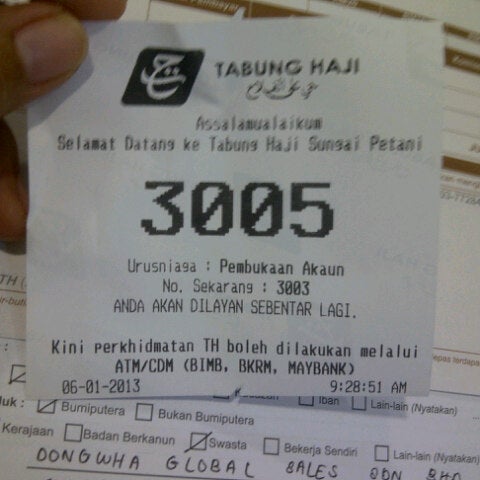 TABUNG HAJI
Assalamualaikum
Selamat Datang ke Tabung Haji Sungai Petani
3005
Urusniaga : Pembukaan Akaun
No. Sekarang : 3003
ANDA AKAN DILAYAN SEBENTAR LAGI.
Kini perkhidmatan TH boleh dilakukan melalui
ATM/CDM (BIMB, BKRM, MAYBANK)
06-01-2013 9:28:51 AM
Iban Lain-lain (Nyatakan)
Bumiputera Bukan Bumiputera
Kerajaan Badan Berkanun Swasta Bekerja Sendiri Lain-lain (Nyatakan)
DONGWHA GLOBAL SALES SDN BHD